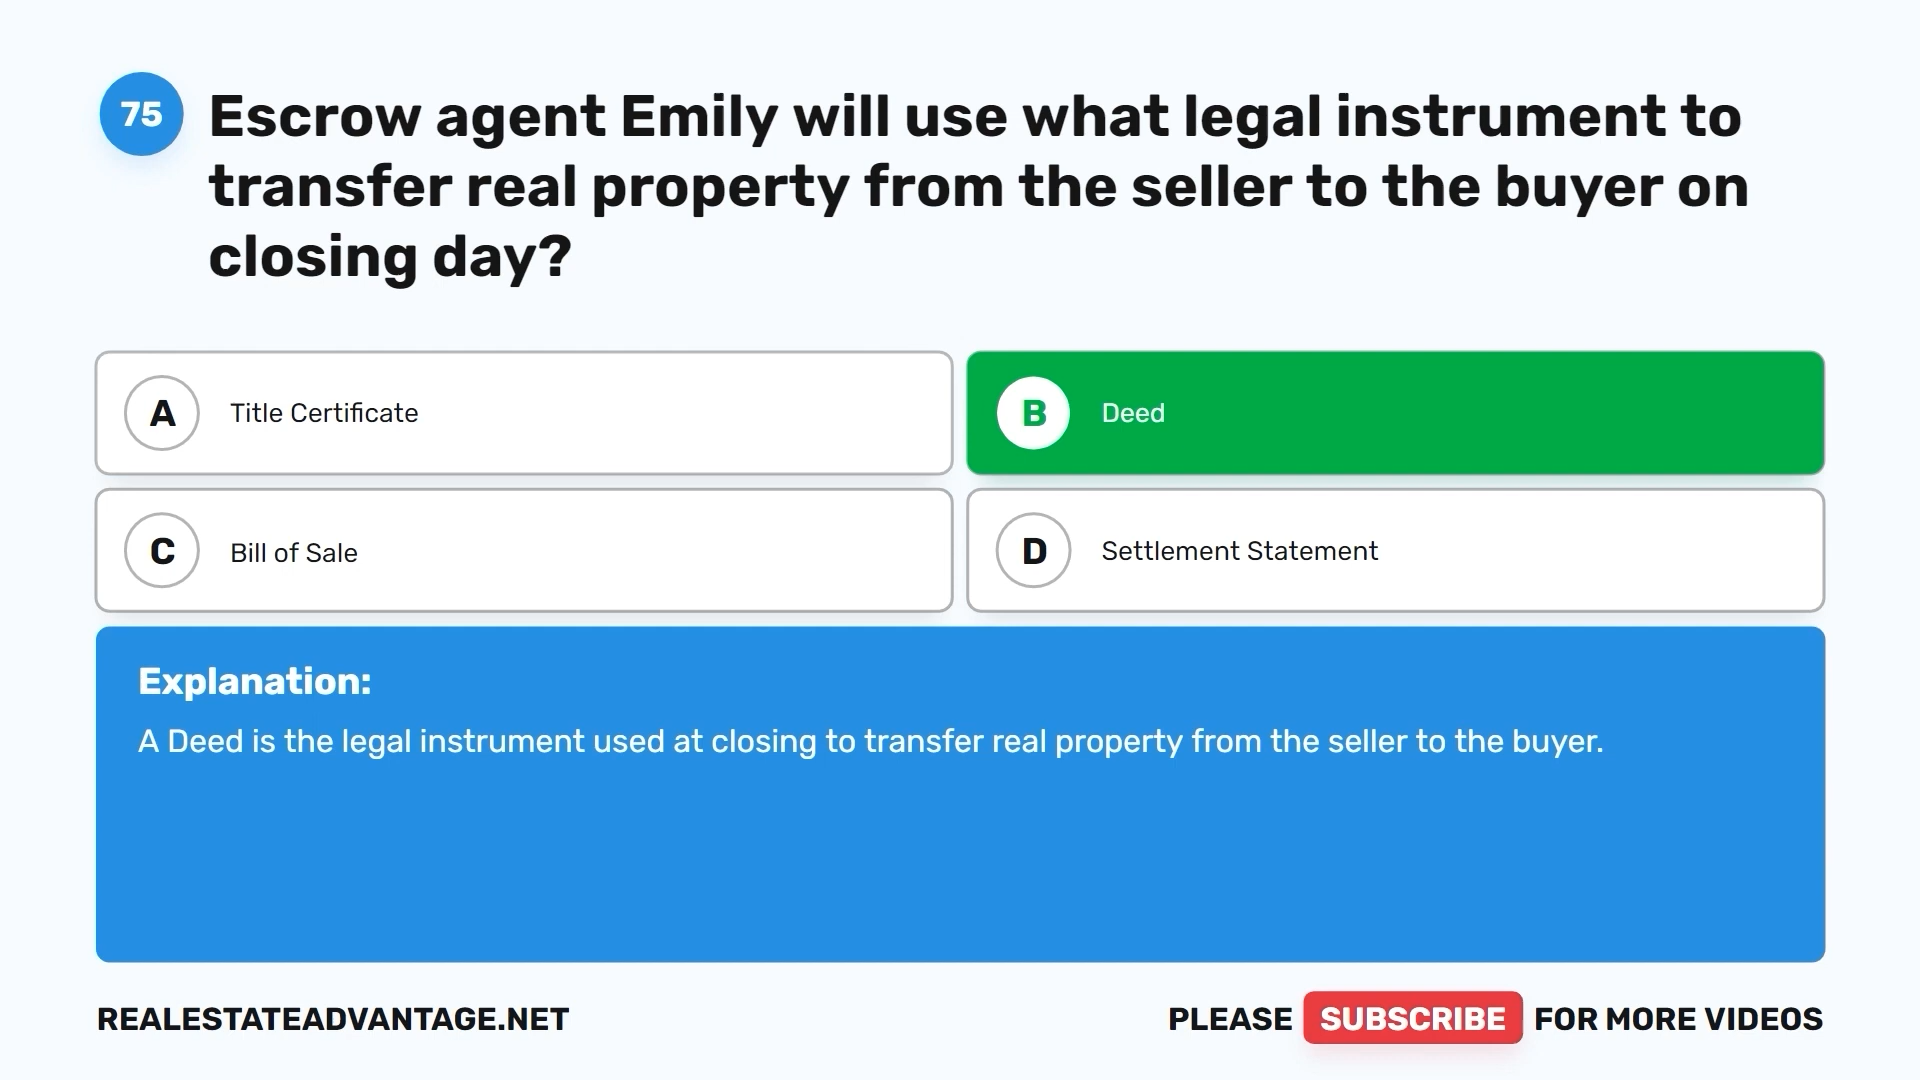 75
Escrow agent Emily will use what legal instrument to
transfer real property from the seller to the buyer on
closing day?
A Title Certificate
B Deed
C Bill of Sale
D Settlement Statement
Explanation:
A Deed is the legal instrument used at closing to transfer real property from the seller to the buyer.
REALESTATEADVANTAGE.NET
PLEASE SUBSCRIBE FOR MORE VIDEOS